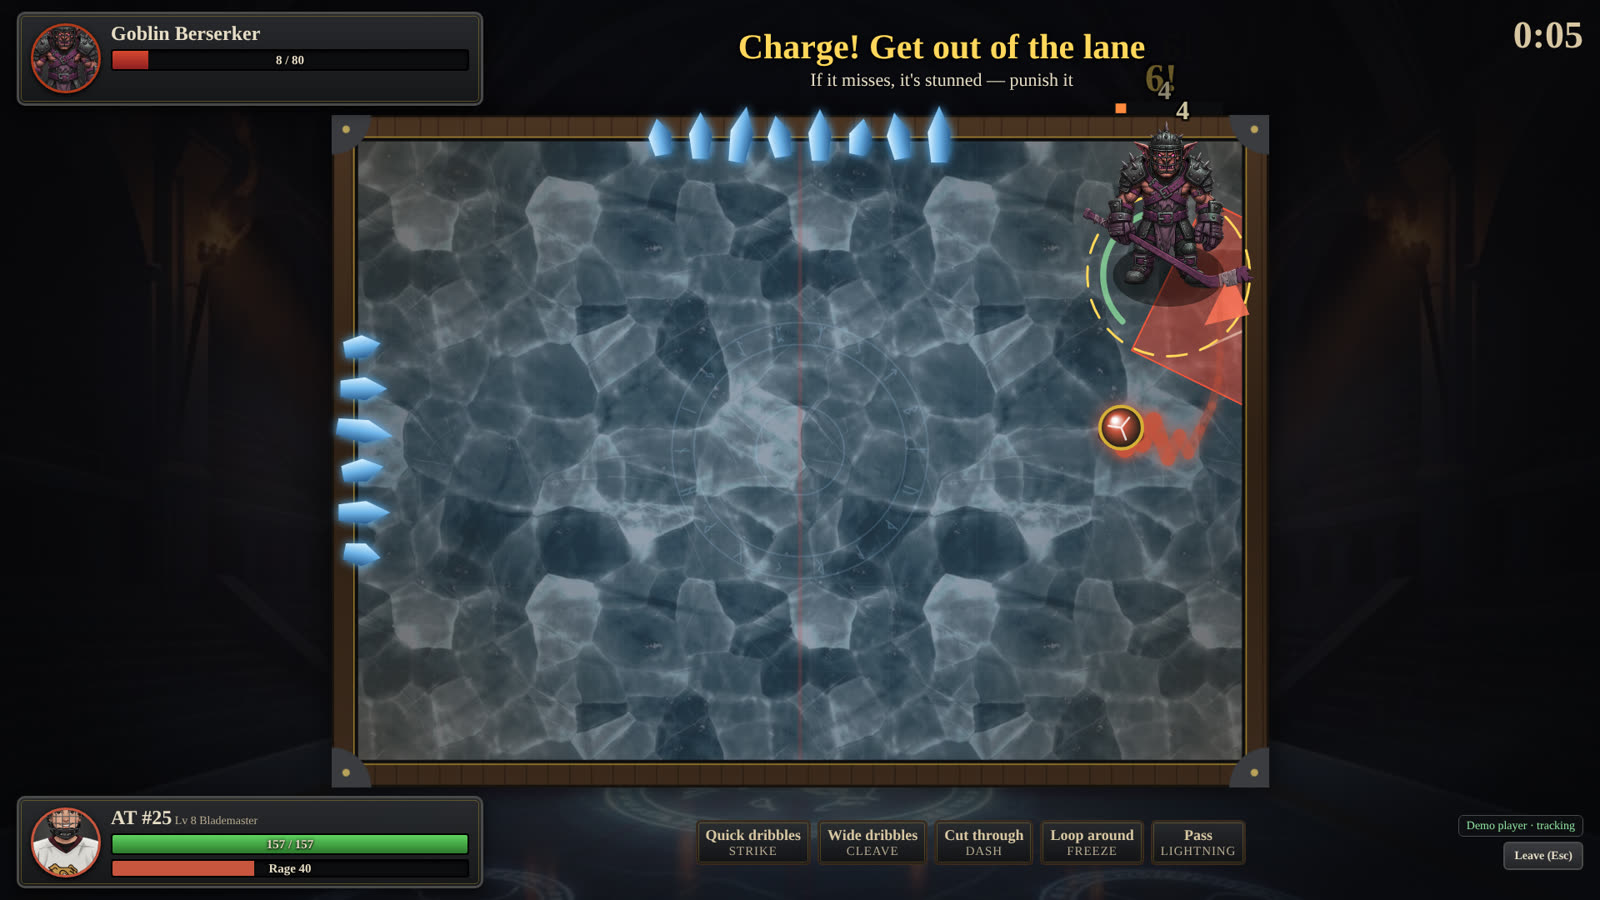 Goblin Berserker
8 / 80
Charge! Get out of the lane
If it misses, it's stunned — punish it
0:05
6!
4
4
AT #25 Lv 8 Blademaster
157 / 157
Rage 40
Quick dribbles
STRIKE
Wide dribbles
CLEAVE
Cut through
DASH
Loop around
FREEZE
Pass
LIGHTNING
Demo player · tracking
Leave (Esc)